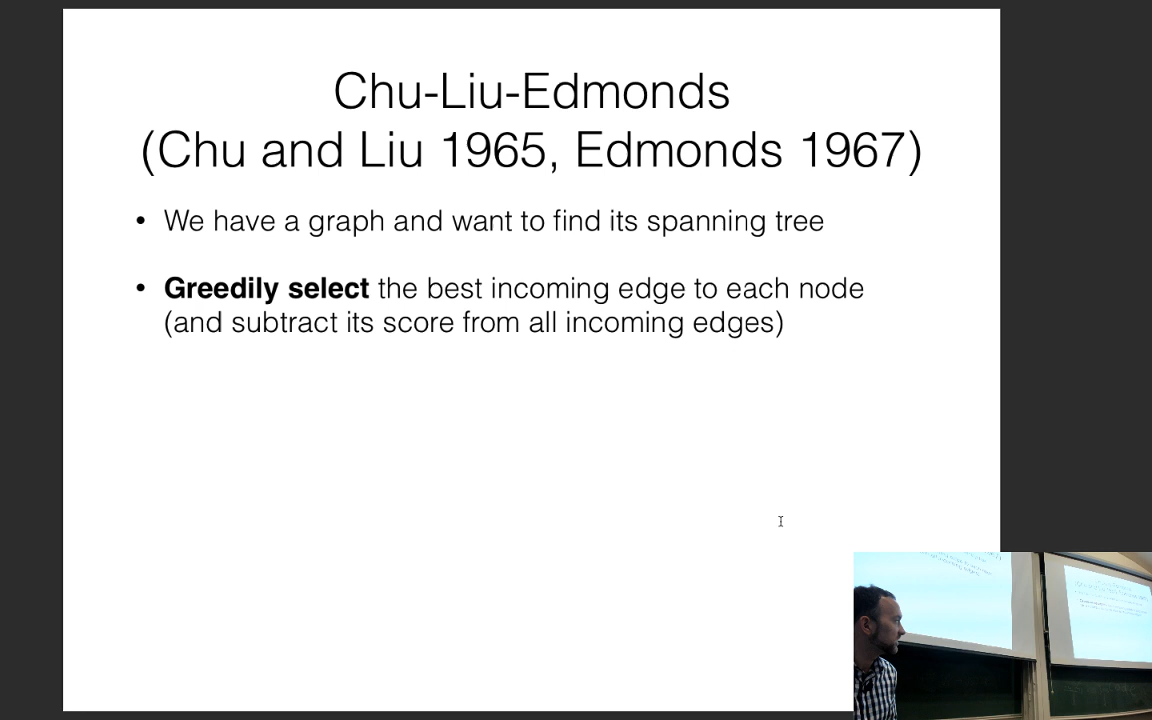 Chu-Liu-Edmonds
(Chu and Liu 1965, Edmonds 1967)
• We have a graph and want to find its spanning tree
• Greedily select the best incoming edge to each node
(and subtract its score from all incoming edges)